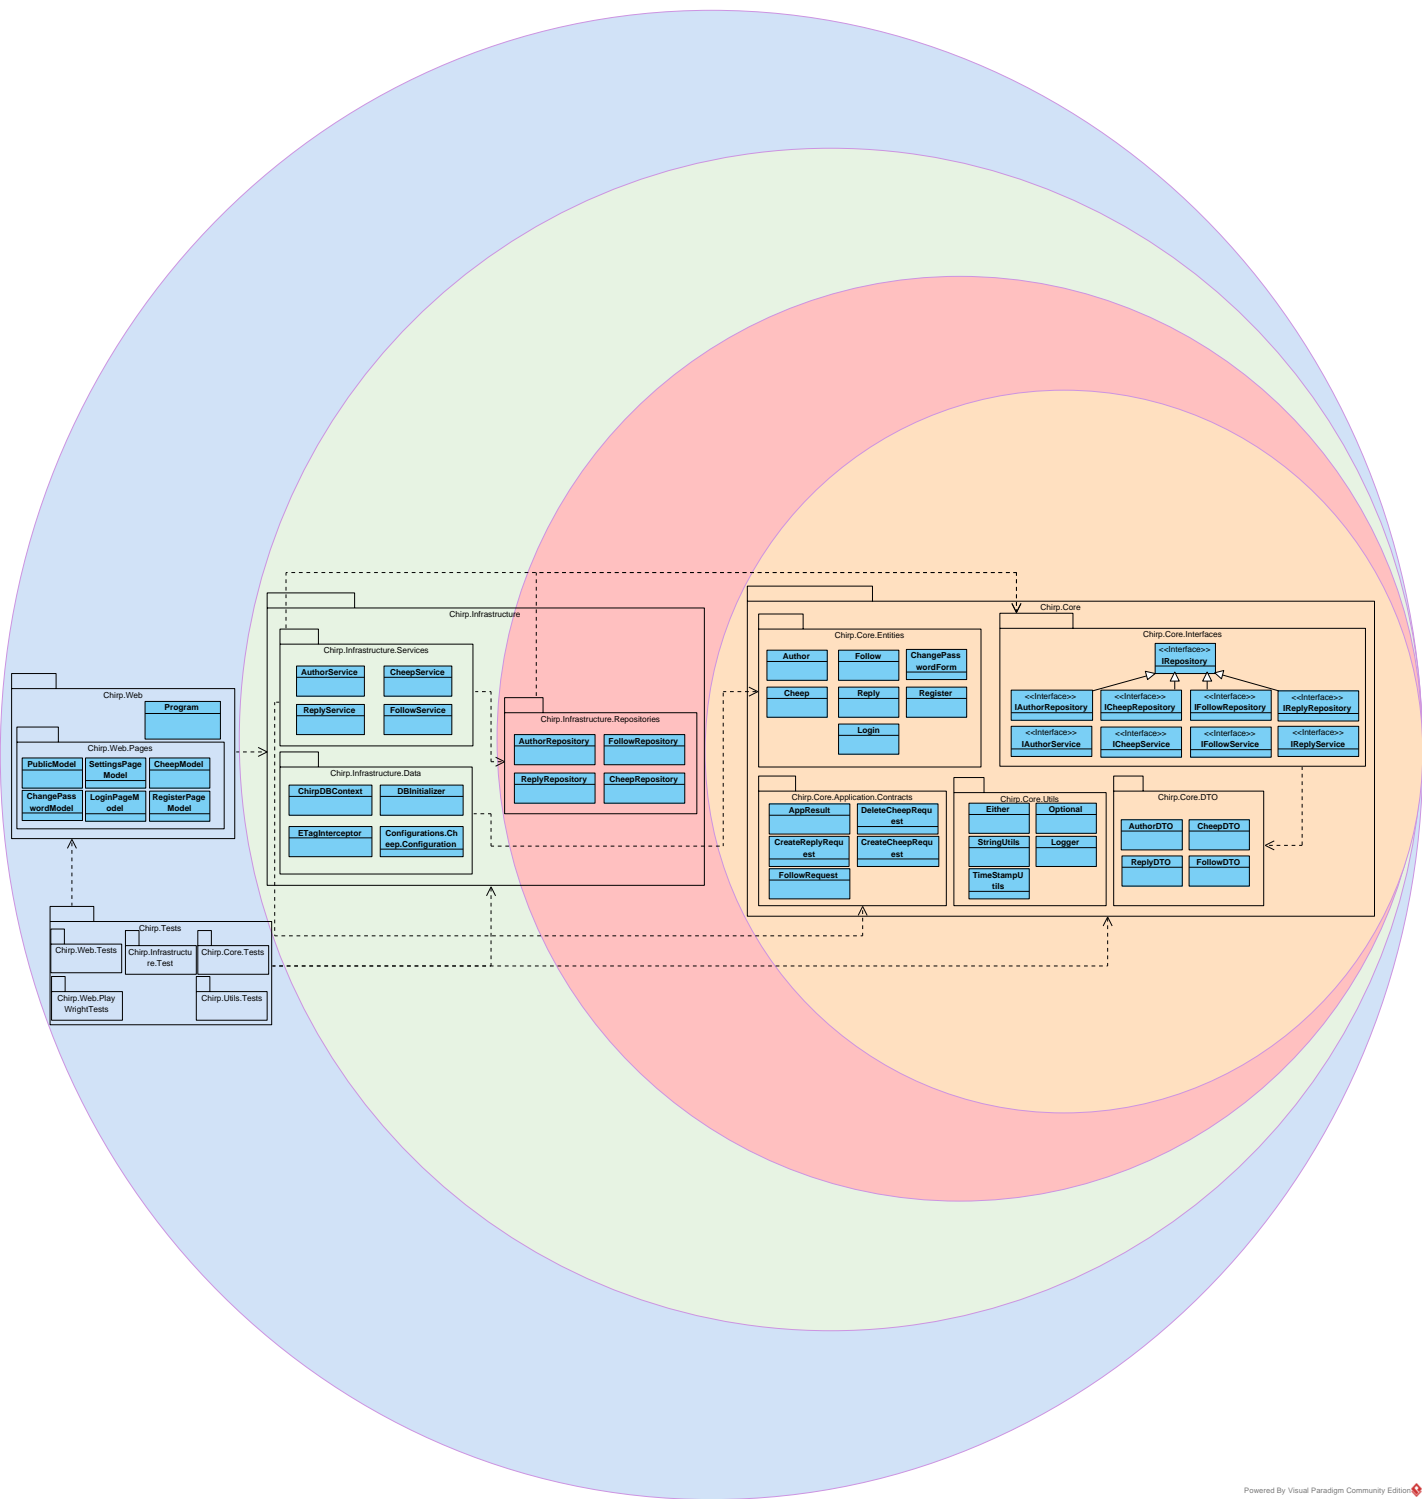 Chirp.Web
Program
Chirp.Web.Pages
PublicModel
SettingsPage
Model
CheepModel
ChangePass
wordModel
LoginPageM
odel
RegisterPage
Model
Chirp.Tests
Chirp.Web.Tests
Chirp.Infrastructu
re.Test
Chirp.Core.Tests
Chirp.Web.Play
WrightTests
Chirp.Utils.Tests
Chirp.Infrastructure
Chirp.Infrastructure.Services
AuthorService
CheepService
ReplyService
FollowService
Chirp.Infrastructure.Data
ChirpDBContext
DBInitializer
ETagInterceptor
Configurations.Ch
eep.Configuration
Chirp.Infrastructure.Repositories
AuthorRepository
FollowRepository
ReplyRepository
CheepRepository
Chirp.Core
Chirp.Core.Entities
Author
Follow
ChangePass
wordForm
Cheep
Reply
Register
Login
Chirp.Core.Interfaces
<<Interface>>
IRepository
<<Interface>>
IAuthorRepository
<<Interface>>
ICheepRepository
<<Interface>>
IFollowRepository
<<Interface>>
IReplyRepository
<<Interface>>
IAuthorService
<<Interface>>
ICheepService
<<Interface>>
IFollowService
<<Interface>>
IReplyService
Chirp.Core.Application.Contracts
AppResult
DeleteCheepRequ
est
CreateReplyRequ
est
CreateCheepRequ
est
FollowRequest
Chirp.Core.Utils
Either
Optional
StringUtils
Logger
TimeStampU
tils
Chirp.Core.DTO
AuthorDTO
CheepDTO
ReplyDTO
FollowDTO
Powered By Visual Paradigm Community Edition